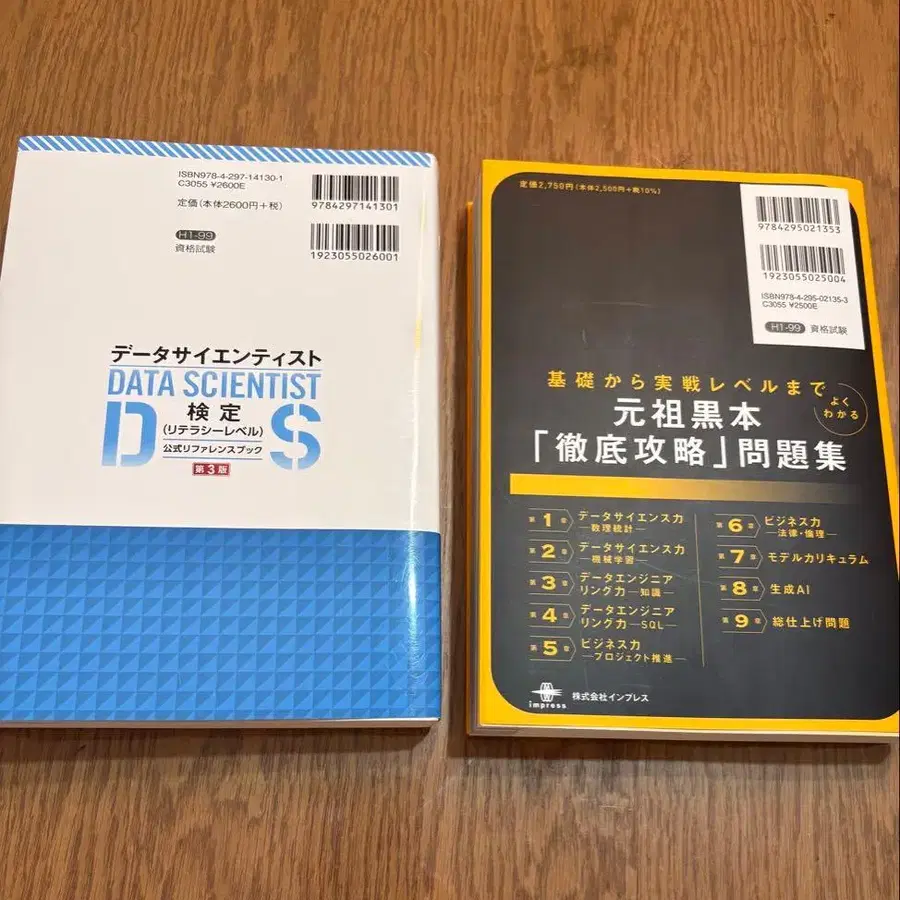 ISBN978-4-297-14130-1
C3055 ¥2600E
定価(本体2600円+税)
H1-99
資格試験
9784297141301
1923055026001
データサイエンティスト
DATA SCIENTIST
検定
(リテラシーレベル)
DS
公式リファレンスブック
第3版
定価2,750円(本体2,500円+税10%)
9784295021353
1923055025004
ISBN978-4-295-02135-3
C3055 ¥2500E
H1-99 資格試験
基礎から実戦レベルまで
よく
わかる
元祖黒本
「徹底攻略」問題集
第1章 データサイエンス力
―数理統計―
第2章 データサイエンス力
―機械学習―
第3章 データエンジニア
リング力―知識―
第4章 データエンジニア
リング力―SQL―
第5章 ビジネス力
―プロジェクト推進―
第6章 ビジネス力
―法律・倫理―
第7章 モデルカリキュラム
第8章 生成AI
第9章 総仕上げ問題
impress
株式会社インプレス